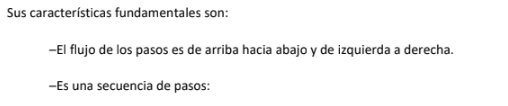 Sus características fundamentales son:
–El flujo de los pasos es de arriba hacia abajo y de izquierda a derecha.
–Es una secuencia de pasos: